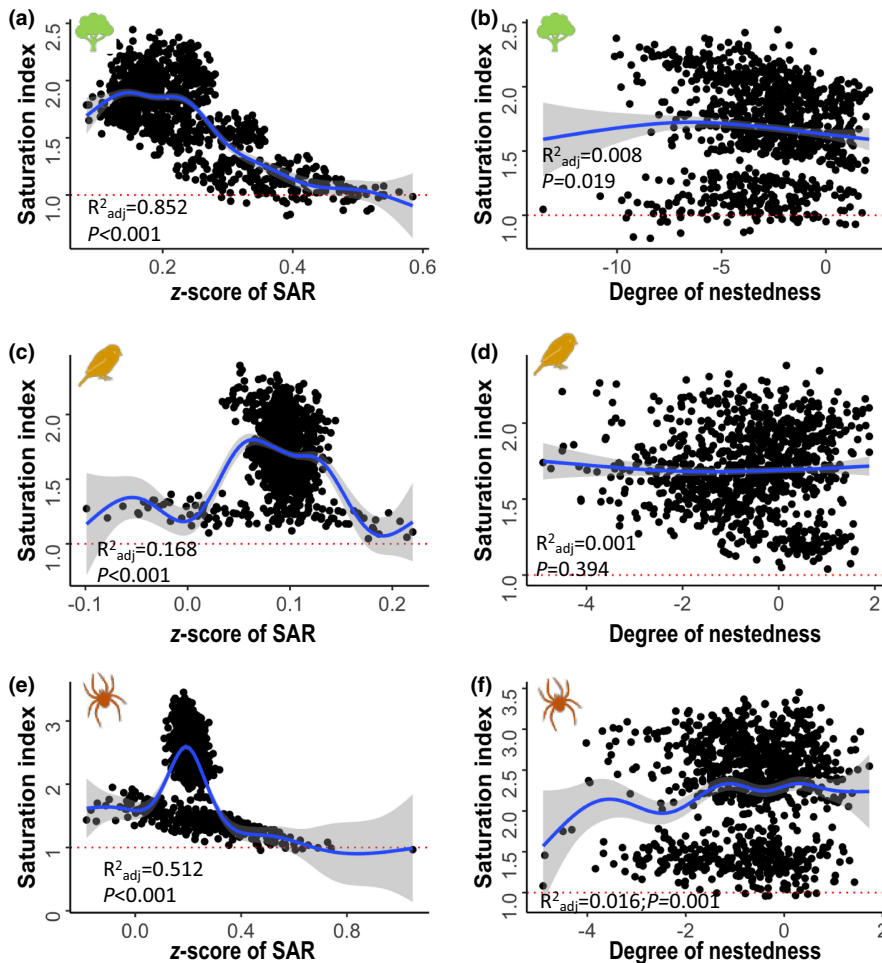 (a)
Saturation index
2.5
2.0
1.5
1.0
R²adj=0.852
P<0.001
0.2 0.4 0.6
z-score of SAR
(b)
Saturation index
2.5
2.0
1.5
1.0
R²adj=0.008
P=0.019
-10 -5 0
Degree of nestedness
(c)
Saturation index
2.0
1.5
1.0
R²adj=0.168
P<0.001
-0.1 0.0 0.1 0.2
z-score of SAR
(d)
Saturation index
2.0
1.5
1.0
R²adj=0.001
P=0.394
-4 -2 0 2
Degree of nestedness
(e)
Saturation index
3
2
1
0
R²adj=0.512
P<0.001
0.0 0.4 0.8
z-score of SAR
(f)
Saturation index
3.5
3.0
2.5
2.0
1.5
1.0
R²adj=0.016;P=0.001
-4 -2 0 2
Degree of nestedness